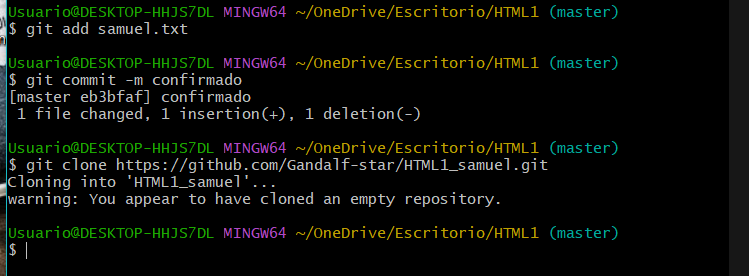 Usuario@DESKTOP-HHJS7DL MINGW64 ~/OneDrive/Escritorio/HTML1 (master)
$ git add samuel.txt
Usuario@DESKTOP-HHJS7DL MINGW64 ~/OneDrive/Escritorio/HTML1 (master)
$ git commit -m confirmado
[master eb3bfaf] confirmado
 1 file changed, 1 insertion(+), 1 deletion(-)
Usuario@DESKTOP-HHJS7DL MINGW64 ~/OneDrive/Escritorio/HTML1 (master)
$ git clone https://github.com/Gandalf-star/HTML1_samuel.git
Cloning into 'HTML1_samuel'...
warning: You appear to have cloned an empty repository.
Usuario@DESKTOP-HHJS7DL MINGW64 ~/OneDrive/Escritorio/HTML1 (master)
$